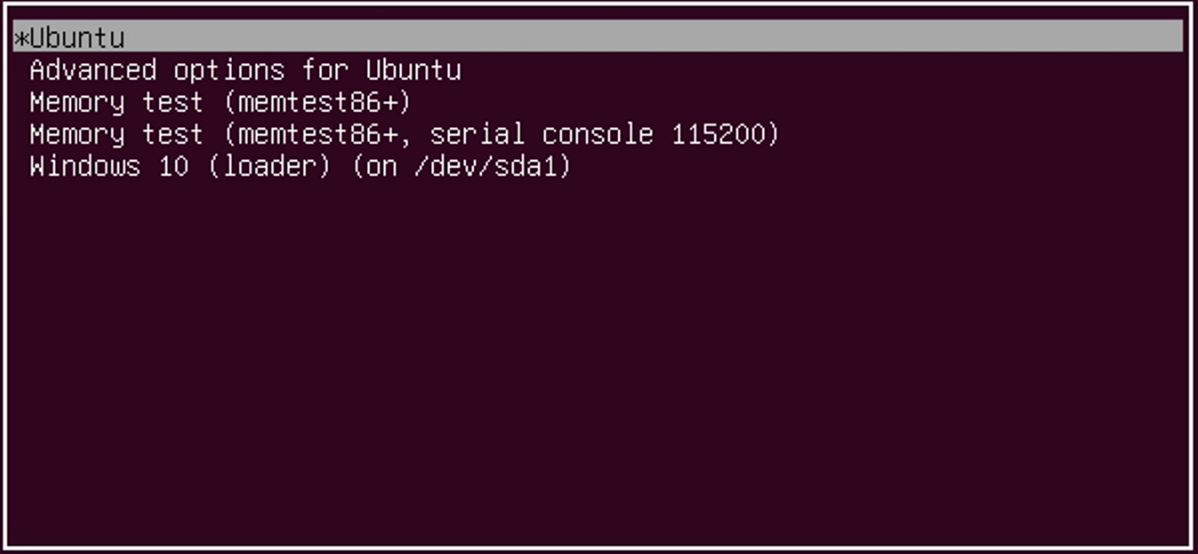 *Ubuntu
Advanced options for Ubuntu
Memory test (memtest86+)
Memory test (memtest86+, serial console 115200)
Windows 10 (loader) (on /dev/sda1)